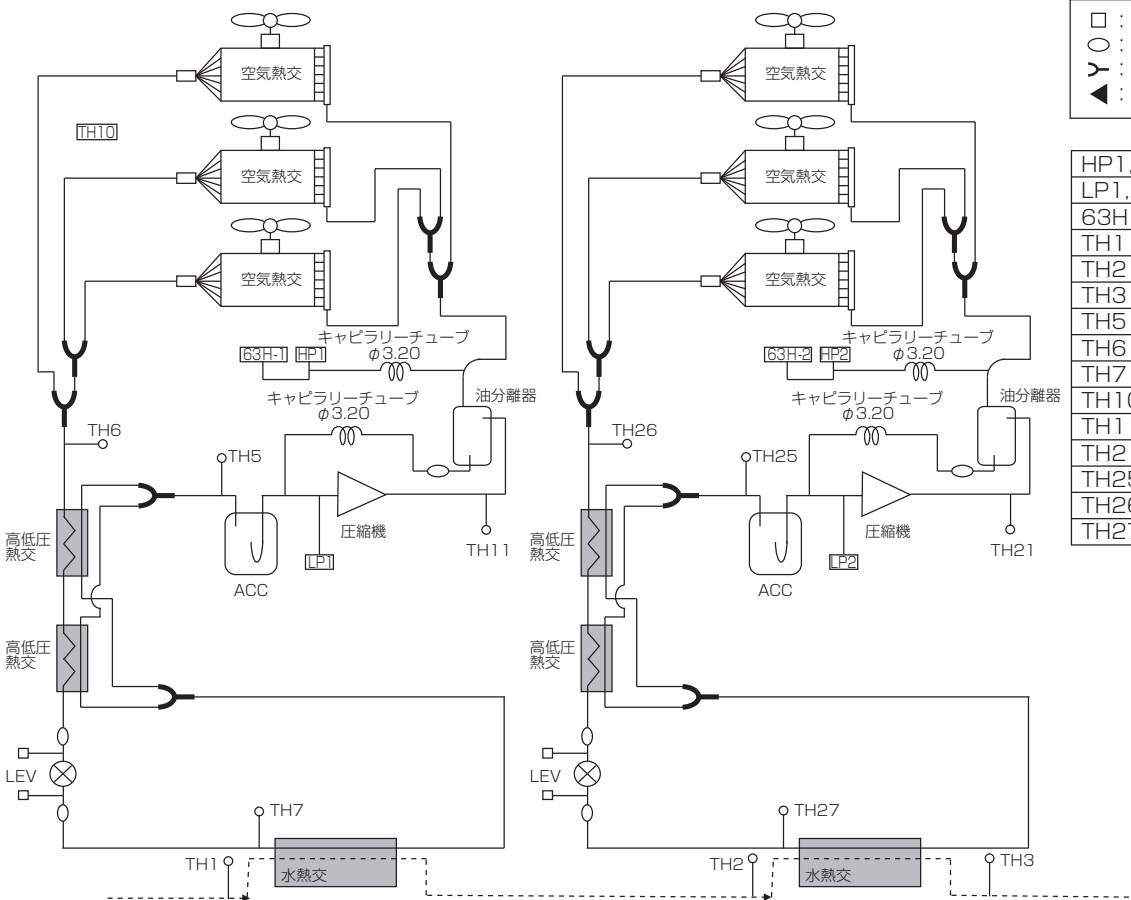 空気熱交
空気熱交
空気熱交
TH10
キャピラリーチューブ
φ3.20
63H-1
HP1
キャピラリーチューブ
φ3.20
油分離器
TH6
TH5
高低圧
熱交
圧縮機
TH11
LP1
ACC
高低圧
熱交
LEV
TH7
TH1
水熱交
空気熱交
空気熱交
空気熱交
キャピラリーチューブ
φ3.20
63H-2
HP2
キャピラリーチューブ
φ3.20
油分離器
TH26
TH25
高低圧
熱交
圧縮機
TH21
LP2
ACC
高低圧
熱交
LEV
TH27
TH2
TH3
水熱交
:
:
:
:
HP1,
LP1,
63H
TH1
TH2
TH3
TH5
TH6
TH7
TH10
TH1
TH2
TH25
TH26
TH27